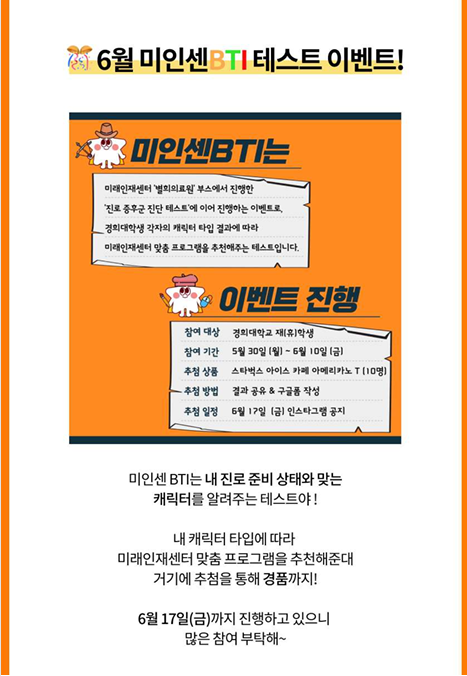 6월 미인센BTI 테스트 이벤트!
미인센BTI는
미래인재센터 '별희의료원' 부스에서 진행한
'진로 증후군 진단 테스트'에 이어 진행하는 이벤트로,
경희대학생 각자의 캐릭터 타입 결과에 따라
미래인재센터 맞춤 프로그램을 추천해주는 테스트입니다.
이벤트 진행
참여 대상 경희대학교 재(휴)학생
참여 기간 5월 30일 (월) ~ 6월 10일 (금)
추첨 상품 스타벅스 아이스 카페 아메리카노 T (10명)
추첨 방법 결과 공유 & 구글폼 작성
추첨 일정 6월 17일 (금) 인스타그램 공지
미인센 BTI는 내 진로 준비 상태와 맞는
캐릭터를 알려주는 테스트야 !
내 캐릭터 타입에 따라
미래인재센터 맞춤 프로그램을 추천해준대
거기에 추첨을 통해 경품까지!
6월 17일(금)까지 진행하고 있으니
많은 참여 부탁해~